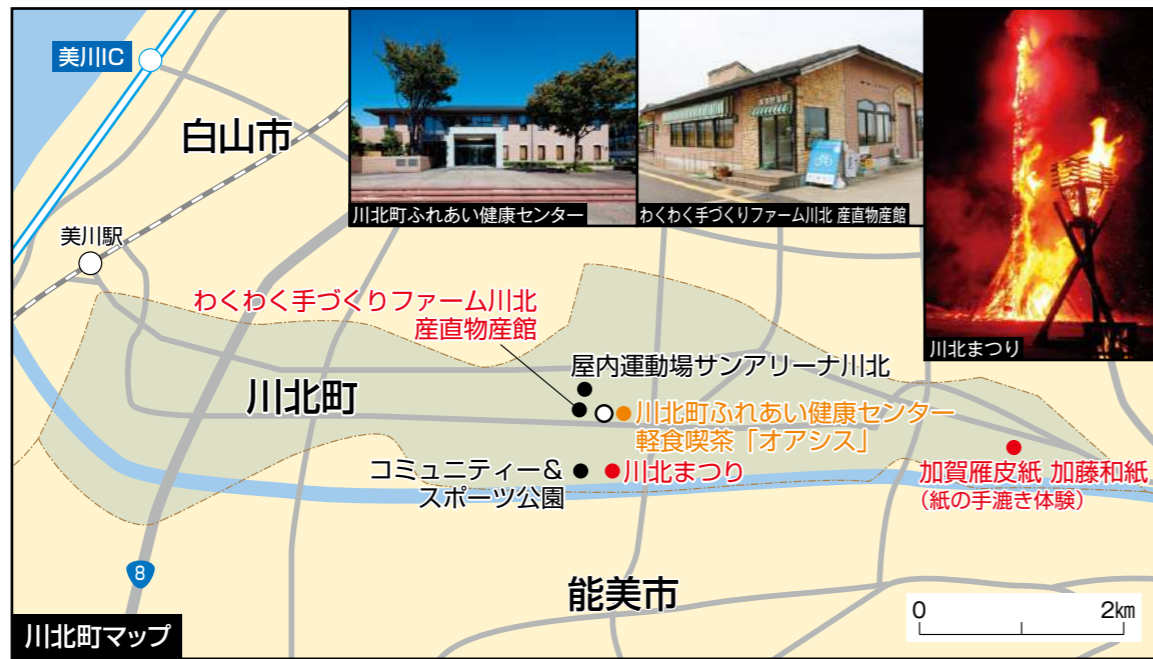 美川IC
白山市
美川駅
川北町ふれあい健康センター
わくわく手づくりファーム川北 産直物産館
川北まつり
わくわく手づくりファーム川北
産直物産館
屋内運動場サンアリーナ川北
川北町
川北町ふれあい健康センター
軽食喫茶「オアシス」
コミュニティー&
スポーツ公園
川北まつり
加賀雁皮紙 加藤和紙
(紙の手漉き体験)
8
能美市
0 2km
川北町マップ